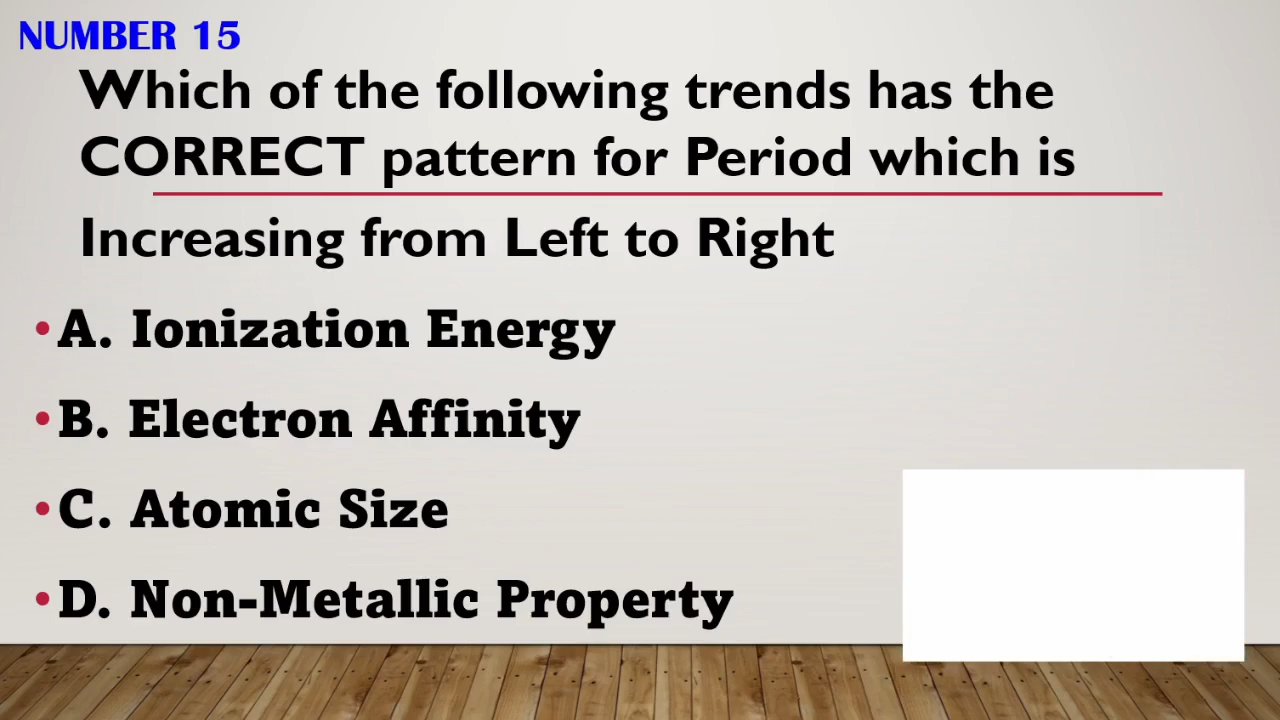 NUMBER 15
Which of the following trends has the
CORRECT pattern for Period which is
Increasing from Left to Right
•A. Ionization Energy
•B. Electron Affinity
•C. Atomic Size
•D. Non-Metallic Property